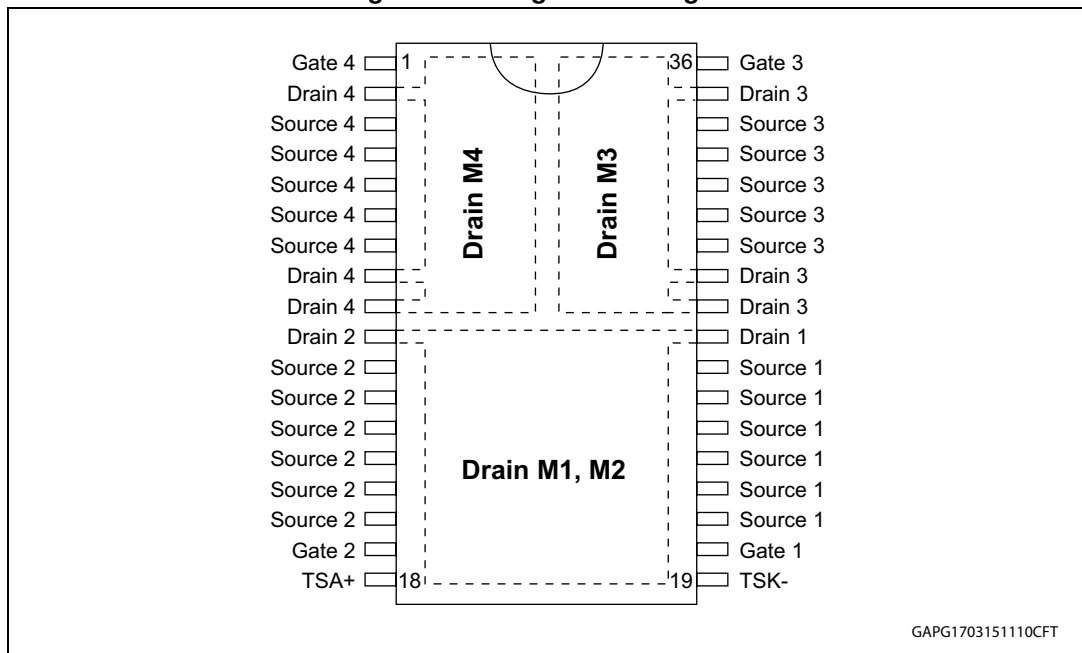 Gate 4 1 36 Gate 3
Drain 4 Drain 3
Source 4 Source 3
Source 4 Source 3
Source 4 Source 3
Source 4 Source 3
Source 4 Source 3
Drain M4 Drain M3
Drain 4 Drain 3
Drain 4 Drain 3
Drain 2 Drain 1
Source 2 Source 1
Source 2 Source 1
Source 2 Source 1
Source 2 Source 1
Drain M1, M2
Source 2 Source 1
Source 2 Source 1
Gate 2 Gate 1
TSA+ 18 19 TSK-
GAPG1703151110CFT